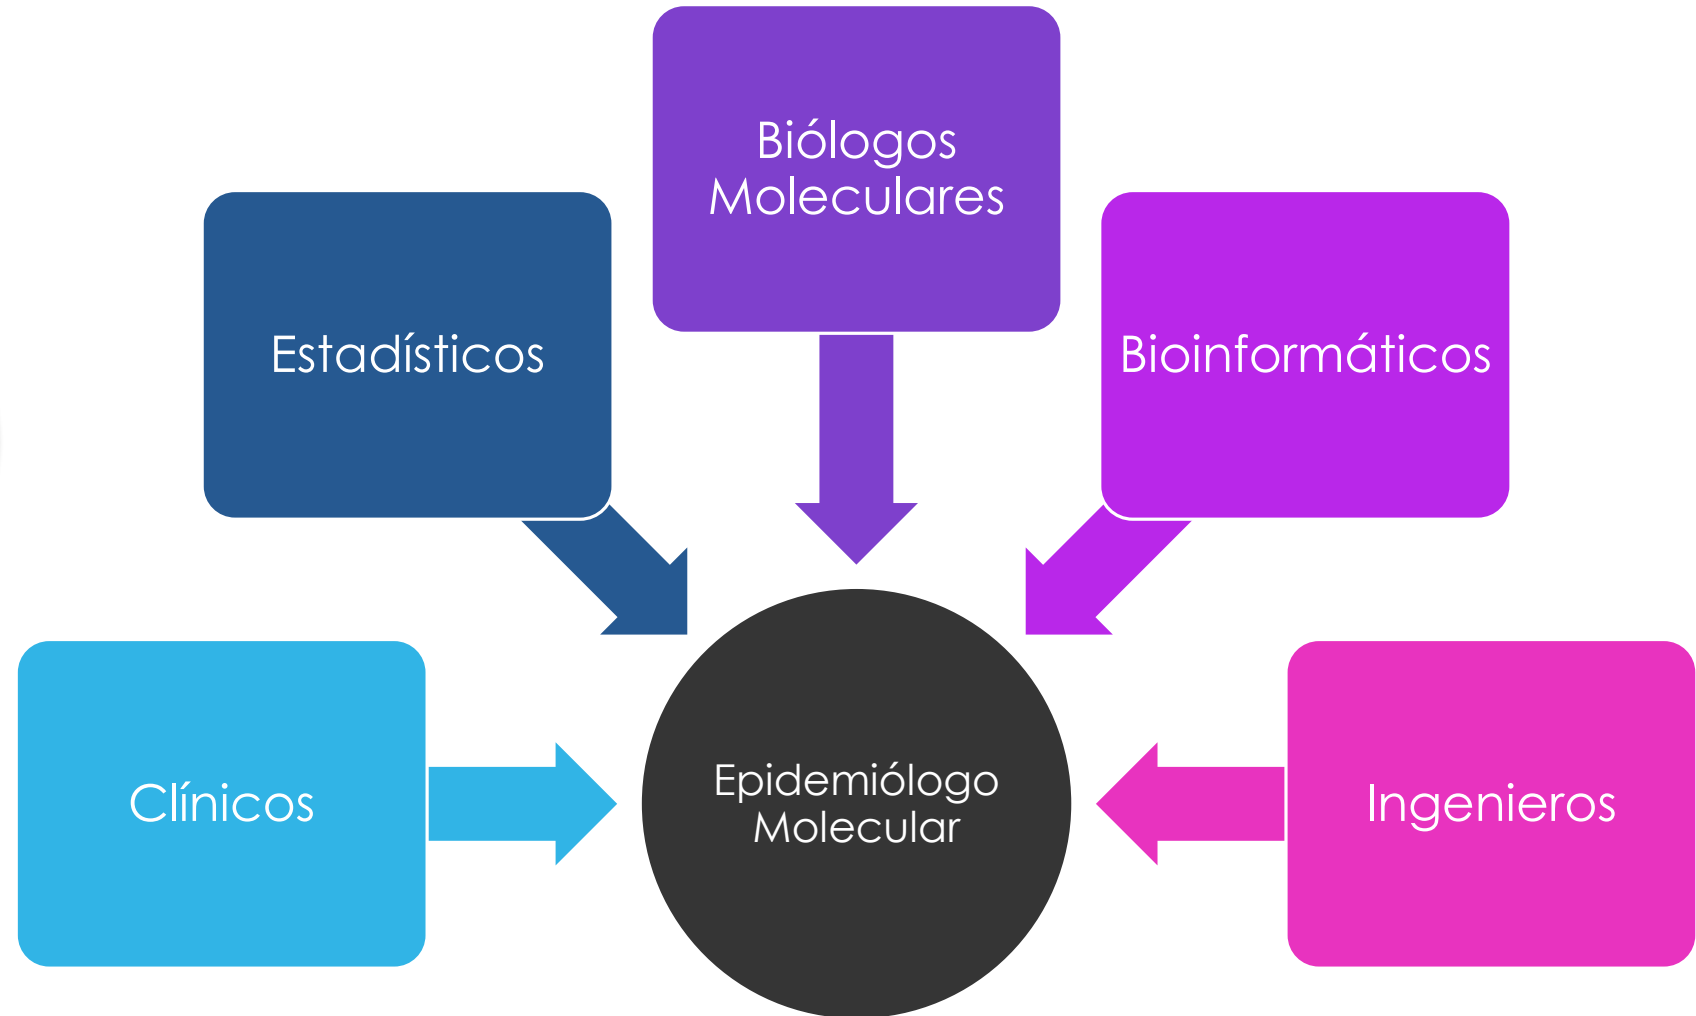 Biólogos
Moleculares
Estadísticos
Bioinformáticos
Clínicos
Epidemiólogo
Molecular
Ingenieros